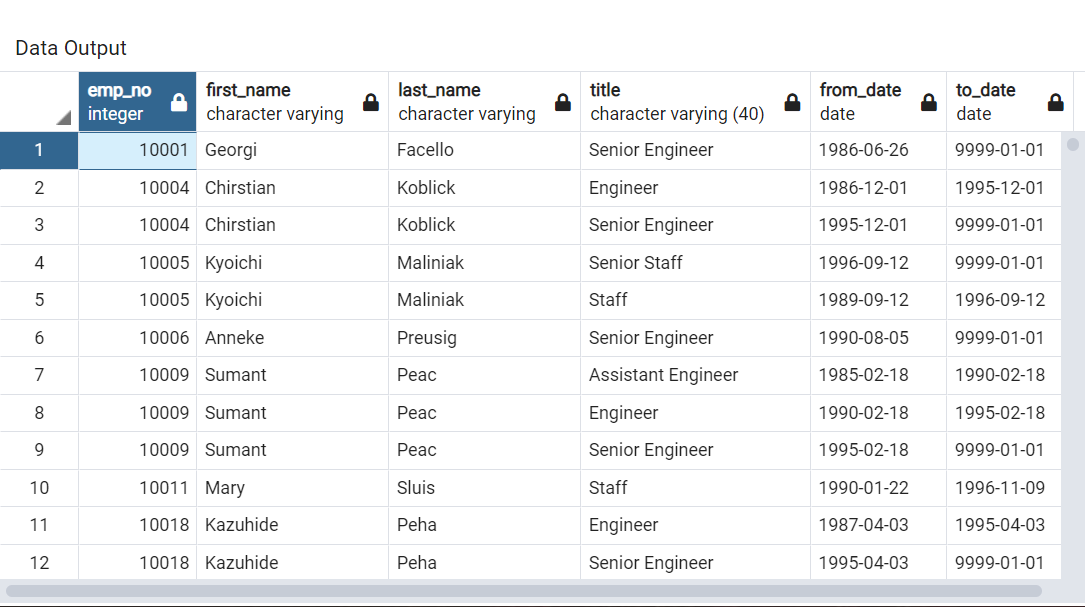 Data Output
emp_no first_name last_name title from_date to_date
integer character varying character varying character varying (40) date date
1 10001 Georgi Facello Senior Engineer 1986-06-26 9999-01-01
2 10004 Chirstian Koblick Engineer 1986-12-01 1995-12-01
3 10004 Chirstian Koblick Senior Engineer 1995-12-01 9999-01-01
4 10005 Kyoichi Maliniak Senior Staff 1996-09-12 9999-01-01
5 10005 Kyoichi Maliniak Staff 1989-09-12 1996-09-12
6 10006 Anneke Preusig Senior Engineer 1990-08-05 9999-01-01
7 10009 Sumant Peac Assistant Engineer 1985-02-18 1990-02-18
8 10009 Sumant Peac Engineer 1990-02-18 1995-02-18
9 10009 Sumant Peac Senior Engineer 1995-02-18 9999-01-01
10 10011 Mary Sluis Staff 1990-01-22 1996-11-09
11 10018 Kazuhide Peha Engineer 1987-04-03 1995-04-03
12 10018 Kazuhide Peha Senior Engineer 1995-04-03 9999-01-01